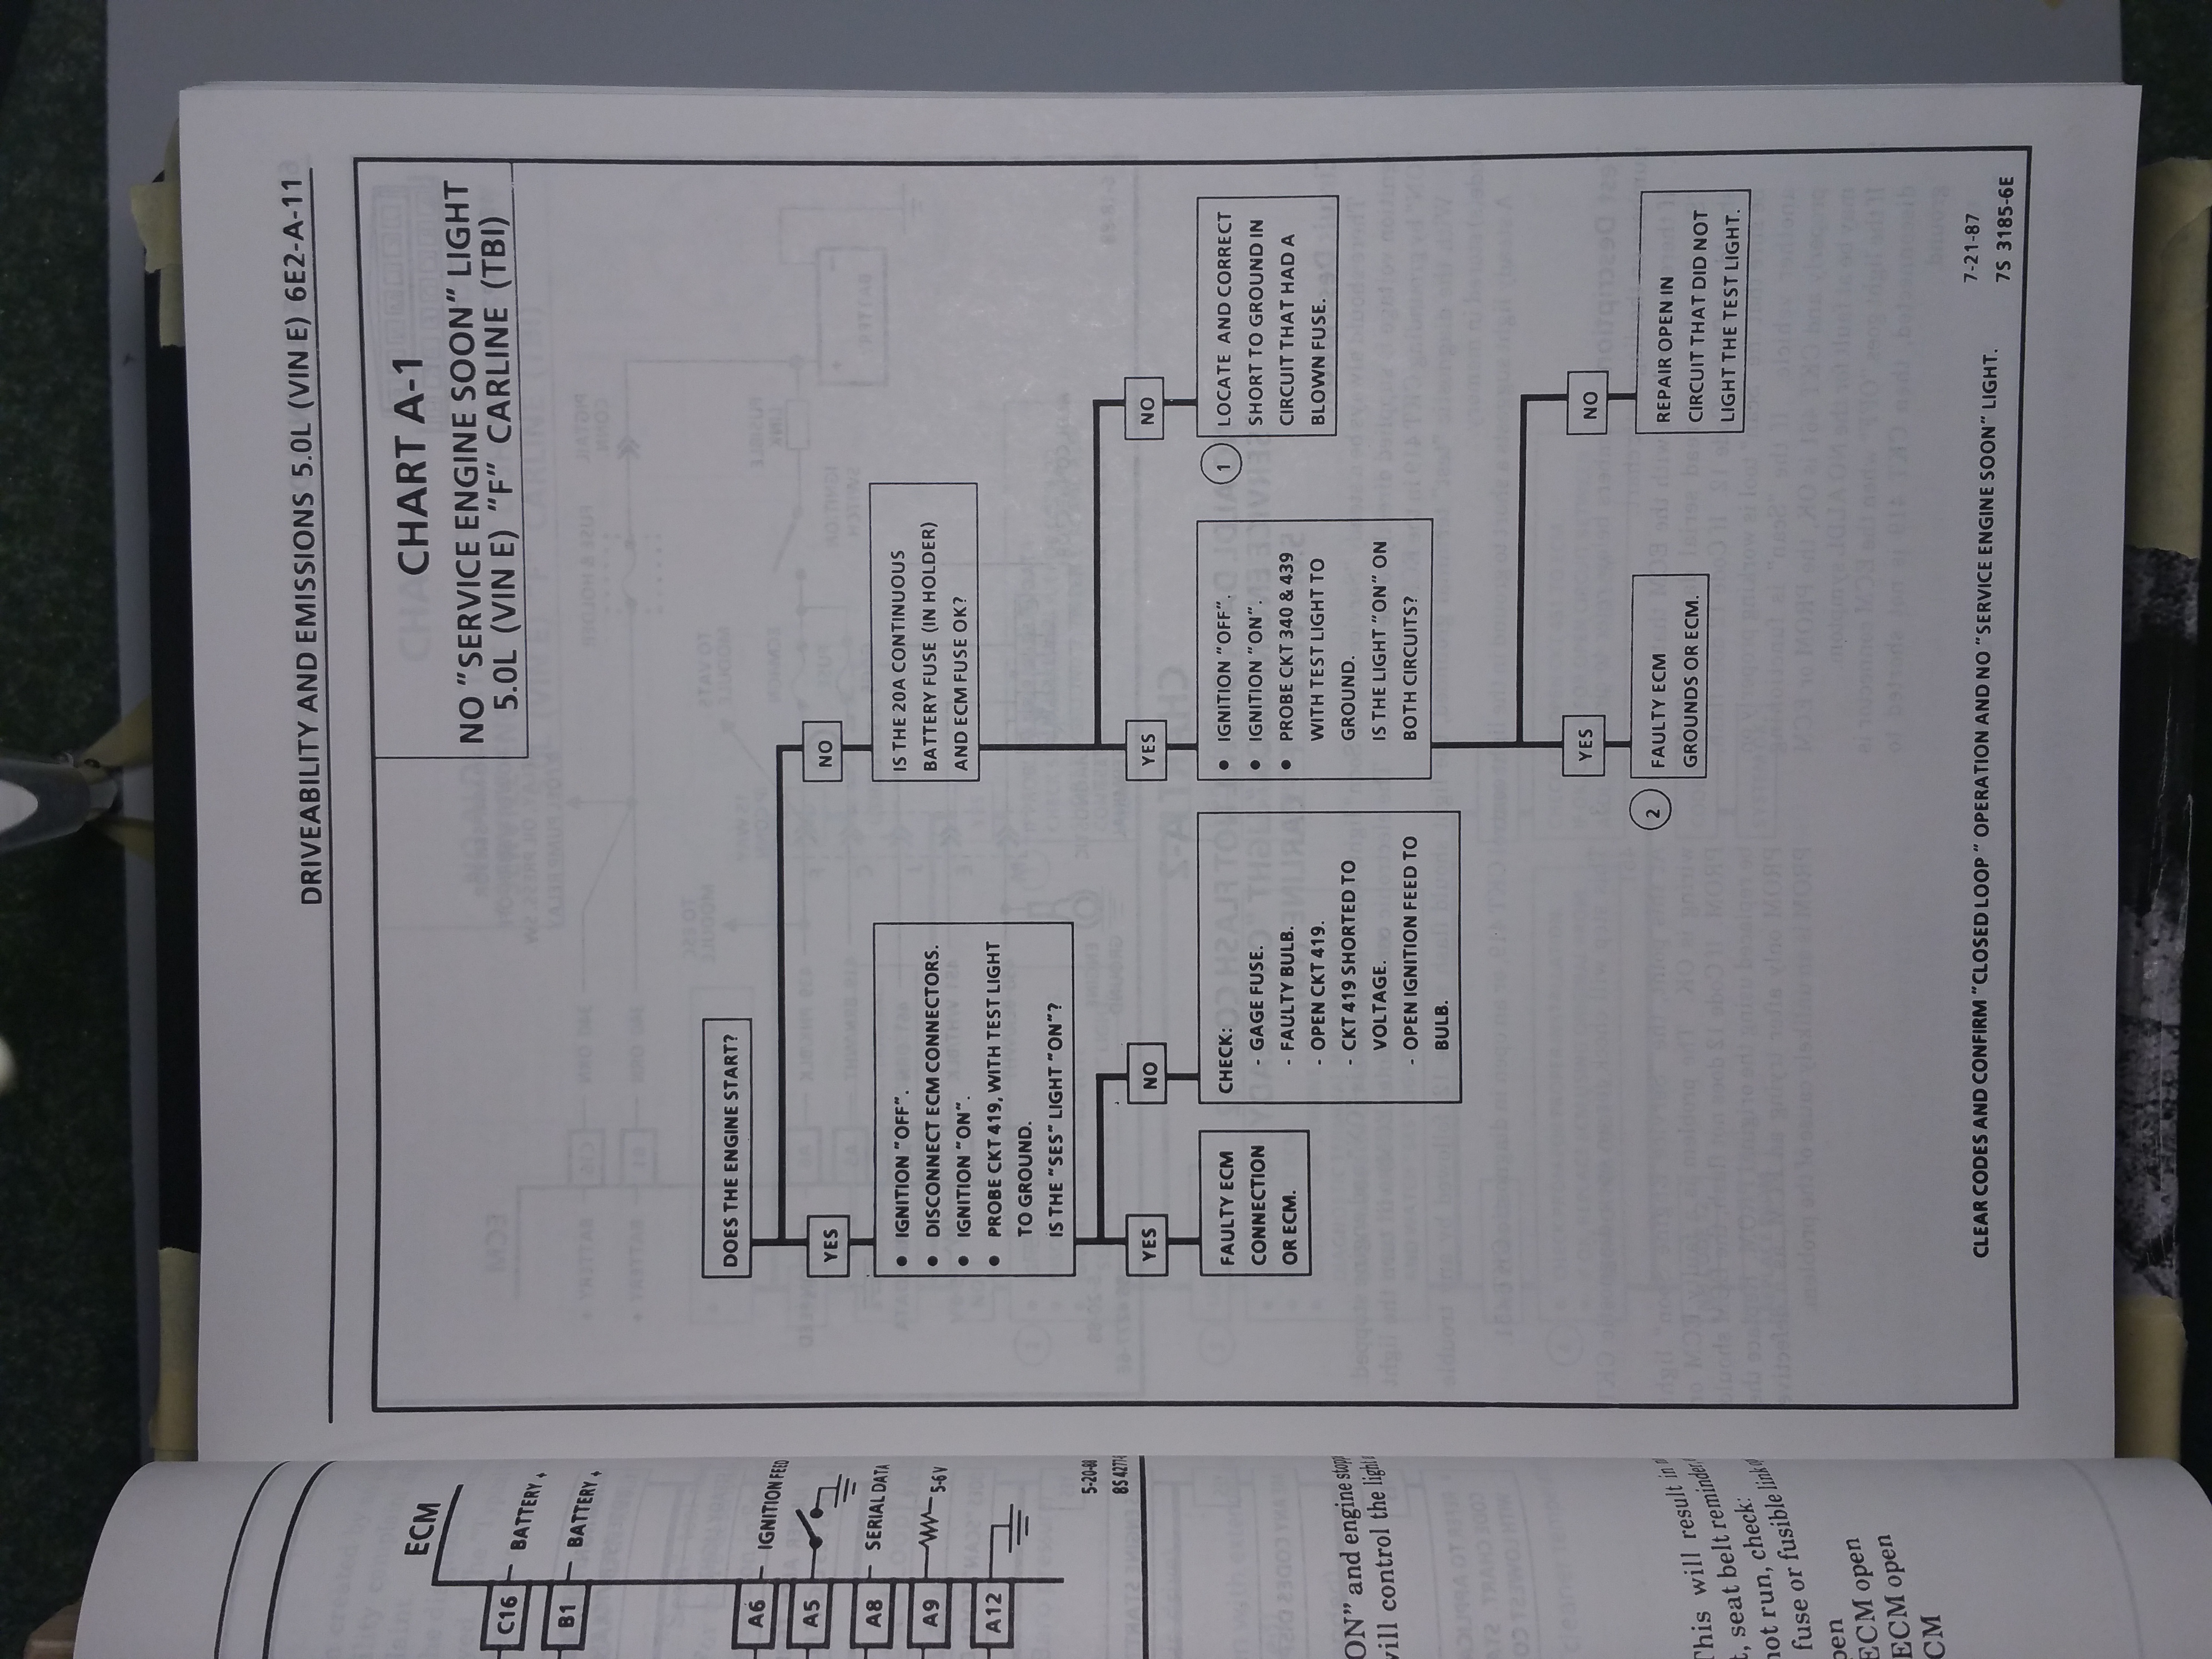 DRIVEABILITY AND EMISSIONS 5.0L (VIN E) 6E2-A-11
CHART A-1
NO "SERVICE ENGINE SOON" LIGHT
5.0L (VIN E) "F" CARLINE (TBI)
DOES THE ENGINE START?
YES
NO
● IGNITION "OFF".
● DISCONNECT ECM CONNECTORS.
● IGNITION "ON".
● PROBE CKT 419, WITH TEST LIGHT
TO GROUND.
IS THE "SES" LIGHT "ON"?
IS THE 20A CONTINUOUS
BATTERY FUSE (IN HOLDER)
AND ECM FUSE OK?
YES
NO
YES
NO
FAULTY ECM
CONNECTION
OR ECM.
CHECK:
- GAGE FUSE.
- FAULTY BULB.
- OPEN CKT 419.
- CKT 419 SHORTED TO
VOLTAGE.
- OPEN IGNITION FEED TO
BULB.
● IGNITION "OFF".
● IGNITION "ON".
● PROBE CKT 340 & 439
WITH TEST LIGHT TO
GROUND.
IS THE LIGHT "ON" ON
BOTH CIRCUITS?
1
LOCATE AND CORRECT
SHORT TO GROUND IN
CIRCUIT THAT HAD A
BLOWN FUSE.
YES
NO
2
FAULTY ECM
GROUNDS OR ECM.
REPAIR OPEN IN
CIRCUIT THAT DID NOT
LIGHT THE TEST LIGHT.
CLEAR CODES AND CONFIRM "CLOSED LOOP" OPERATION AND NO "SERVICE ENGINE SOON" LIGHT.
7-21-87
7S 3185-6E
ECM
C16 BATTERY +
B1 BATTERY +
A6 IGNITION FEED
A5
A8 SERIAL DATA
A9 5-6 V
A12
5-20-88
ON" and engine
will control the
This will result in
, seat belt reminder,
not run, check:
fuse or fusible link
ECM open
ECM open